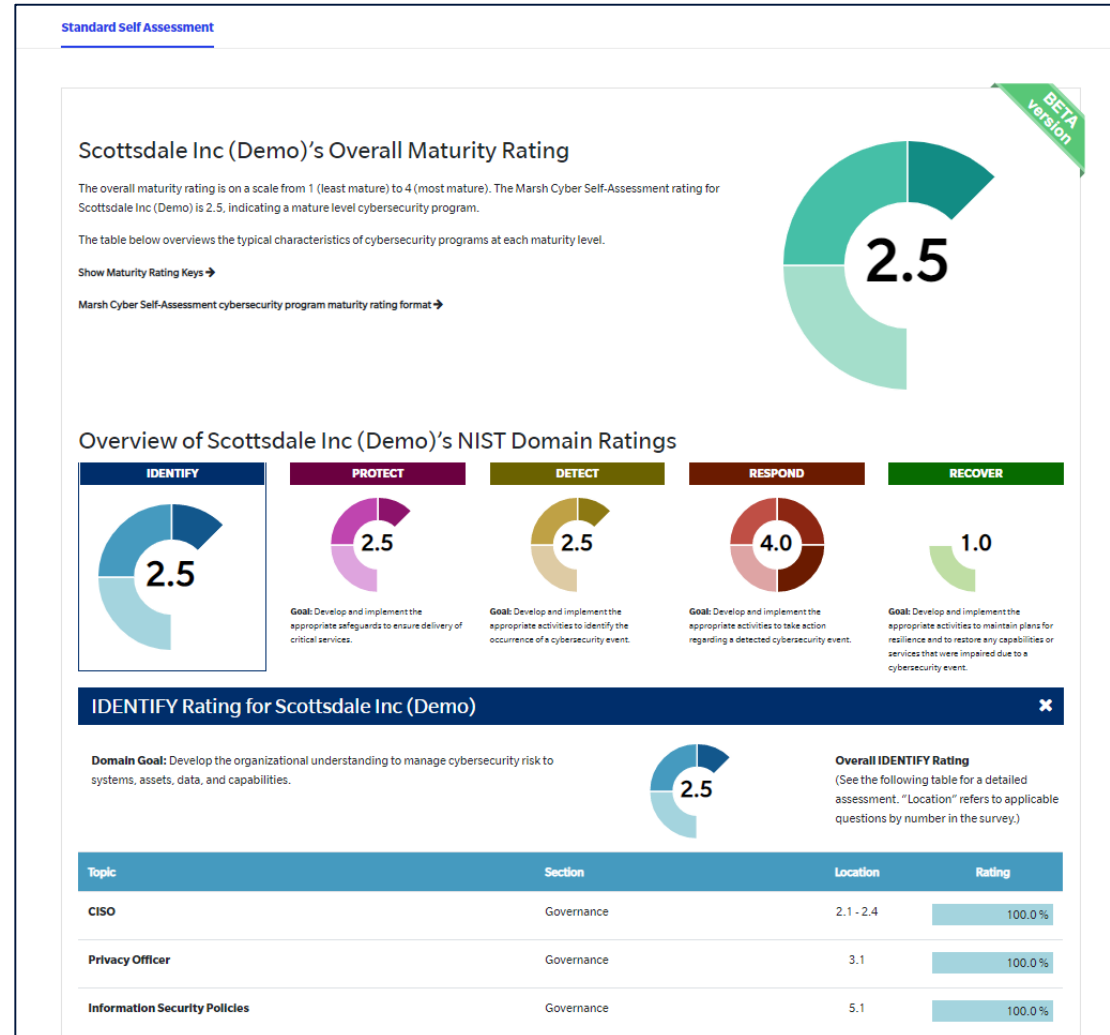 Standard Self Assessment
BETA
version
Scottsdale Inc (Demo)'s Overall Maturity Rating
The overall maturity rating is on a scale from 1 (least mature) to 4 (most mature). The Marsh Cyber Self-Assessment rating for
Scottsdale Inc (Demo) is 2.5, indicating a mature level cybersecurity program.
The table below overviews the typical characteristics of cybersecurity programs at each maturity level.
Show Maturity Rating Keys →
Marsh Cyber Self-Assessment cybersecurity program maturity rating format →
2.5
Overview of Scottsdale Inc (Demo)'s NIST Domain Ratings
IDENTIFY
2.5
PROTECT
2.5
Goal: Develop and implement the
appropriate safeguards to ensure delivery of
critical services.
DETECT
2.5
Goal: Develop and implement the
appropriate activities to identify the
occurrence of a cybersecurity event.
RESPOND
4.0
Goal: Develop and implement the
appropriate activities to take action
regarding a detected cybersecurity event.
RECOVER
1.0
Goal: Develop and implement the
appropriate activities to maintain plans for
resilience and to restore any capabilities or
services that were impaired due to a
cybersecurity event.
IDENTIFY Rating for Scottsdale Inc (Demo)
Domain Goal: Develop the organizational understanding to manage cybersecurity risk to
systems, assets, data, and capabilities.
2.5
Overall IDENTIFY Rating
(See the following table for a detailed
assessment. "Location" refers to applicable
questions by number in the survey.)
Topic Section Location Rating
CISO Governance 2.1 - 2.4 100.0 %
Privacy Officer Governance 3.1 100.0 %
Information Security Policies Governance 5.1 100.0 %